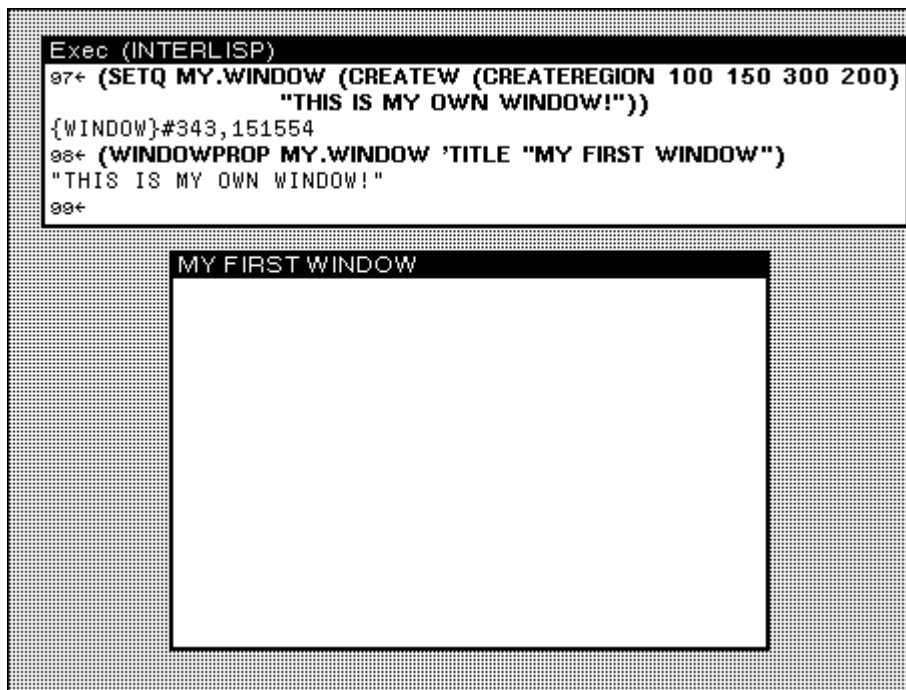 Exec (INTERLISP)
97← (SETQ MY.WINDOW (CREATEW (CREATEREGION 100 150 300 200)
"THIS IS MY OWN WINDOW!"))
{WINDOW}#343,151554
98← (WINDOWPROP MY.WINDOW 'TITLE "MY FIRST WINDOW")
"THIS IS MY OWN WINDOW!"
99←
MY FIRST WINDOW